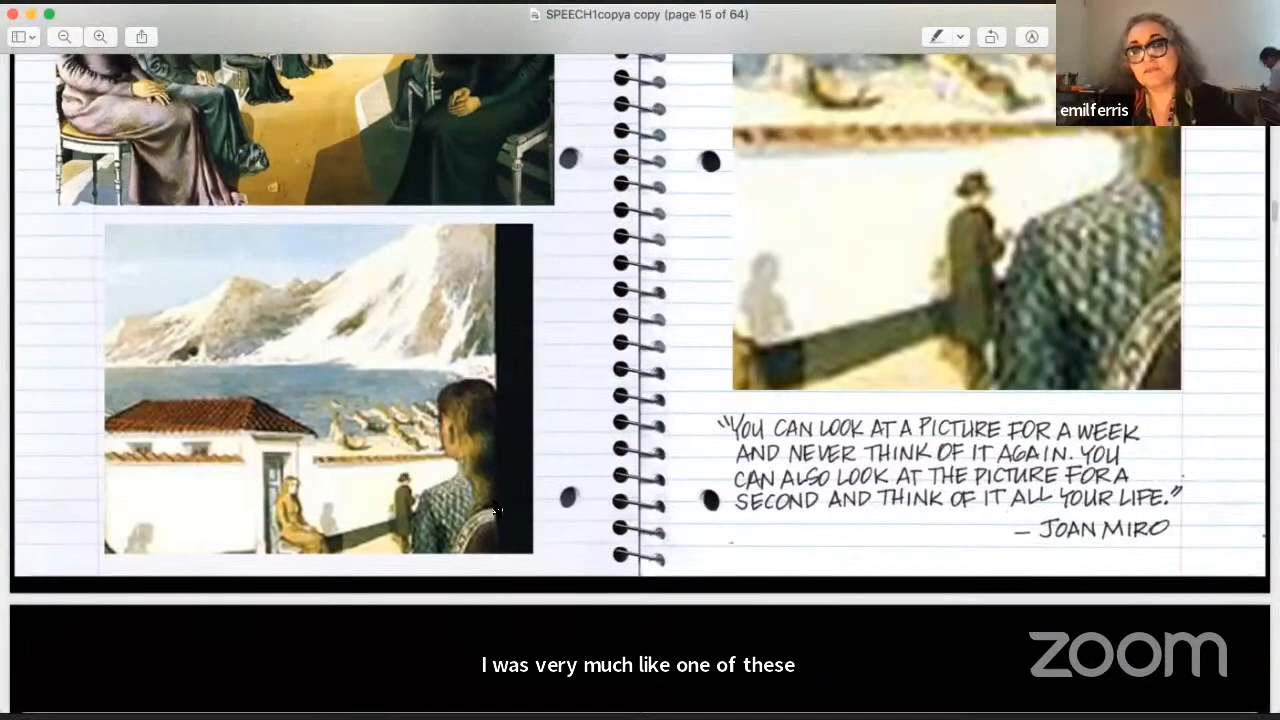 SPEECH1copya copy (page 15 of 64)
emilferris
"YOU CAN LOOK AT A PICTURE FOR A WEEK
AND NEVER THINK OF IT AGAIN. YOU
CAN ALSO LOOK AT THE PICTURE FOR A
SECOND AND THINK OF IT ALL YOUR LIFE."
— JOAN MIRO
I was very much like one of these
zoom